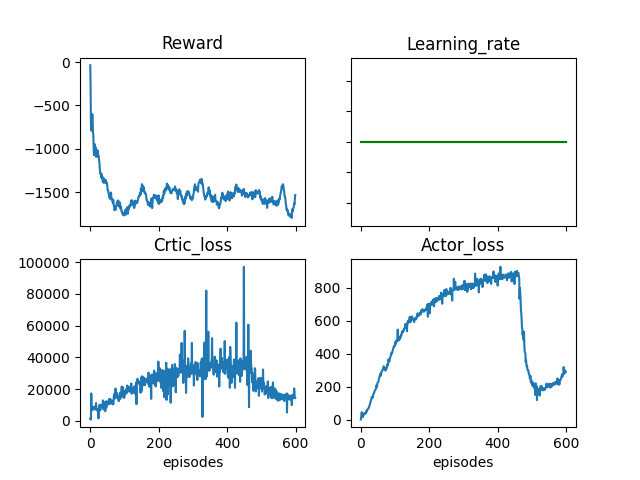 Reward
0
−500
−1000
−1500
Learning_rate
Crtic_loss
100000
80000
60000
40000
20000
0
0 200 400 600
episodes
Actor_loss
800
600
400
200
0
0 200 400 600
episodes